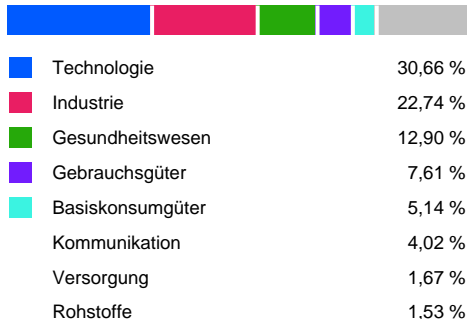 Technologie 30,66 %
Industrie 22,74 %
Gesundheitswesen 12,90 %
Gebrauchsgüter 7,61 %
Basiskonsumgüter 5,14 %
Kommunikation 4,02 %
Versorgung 1,67 %
Rohstoffe 1,53 %